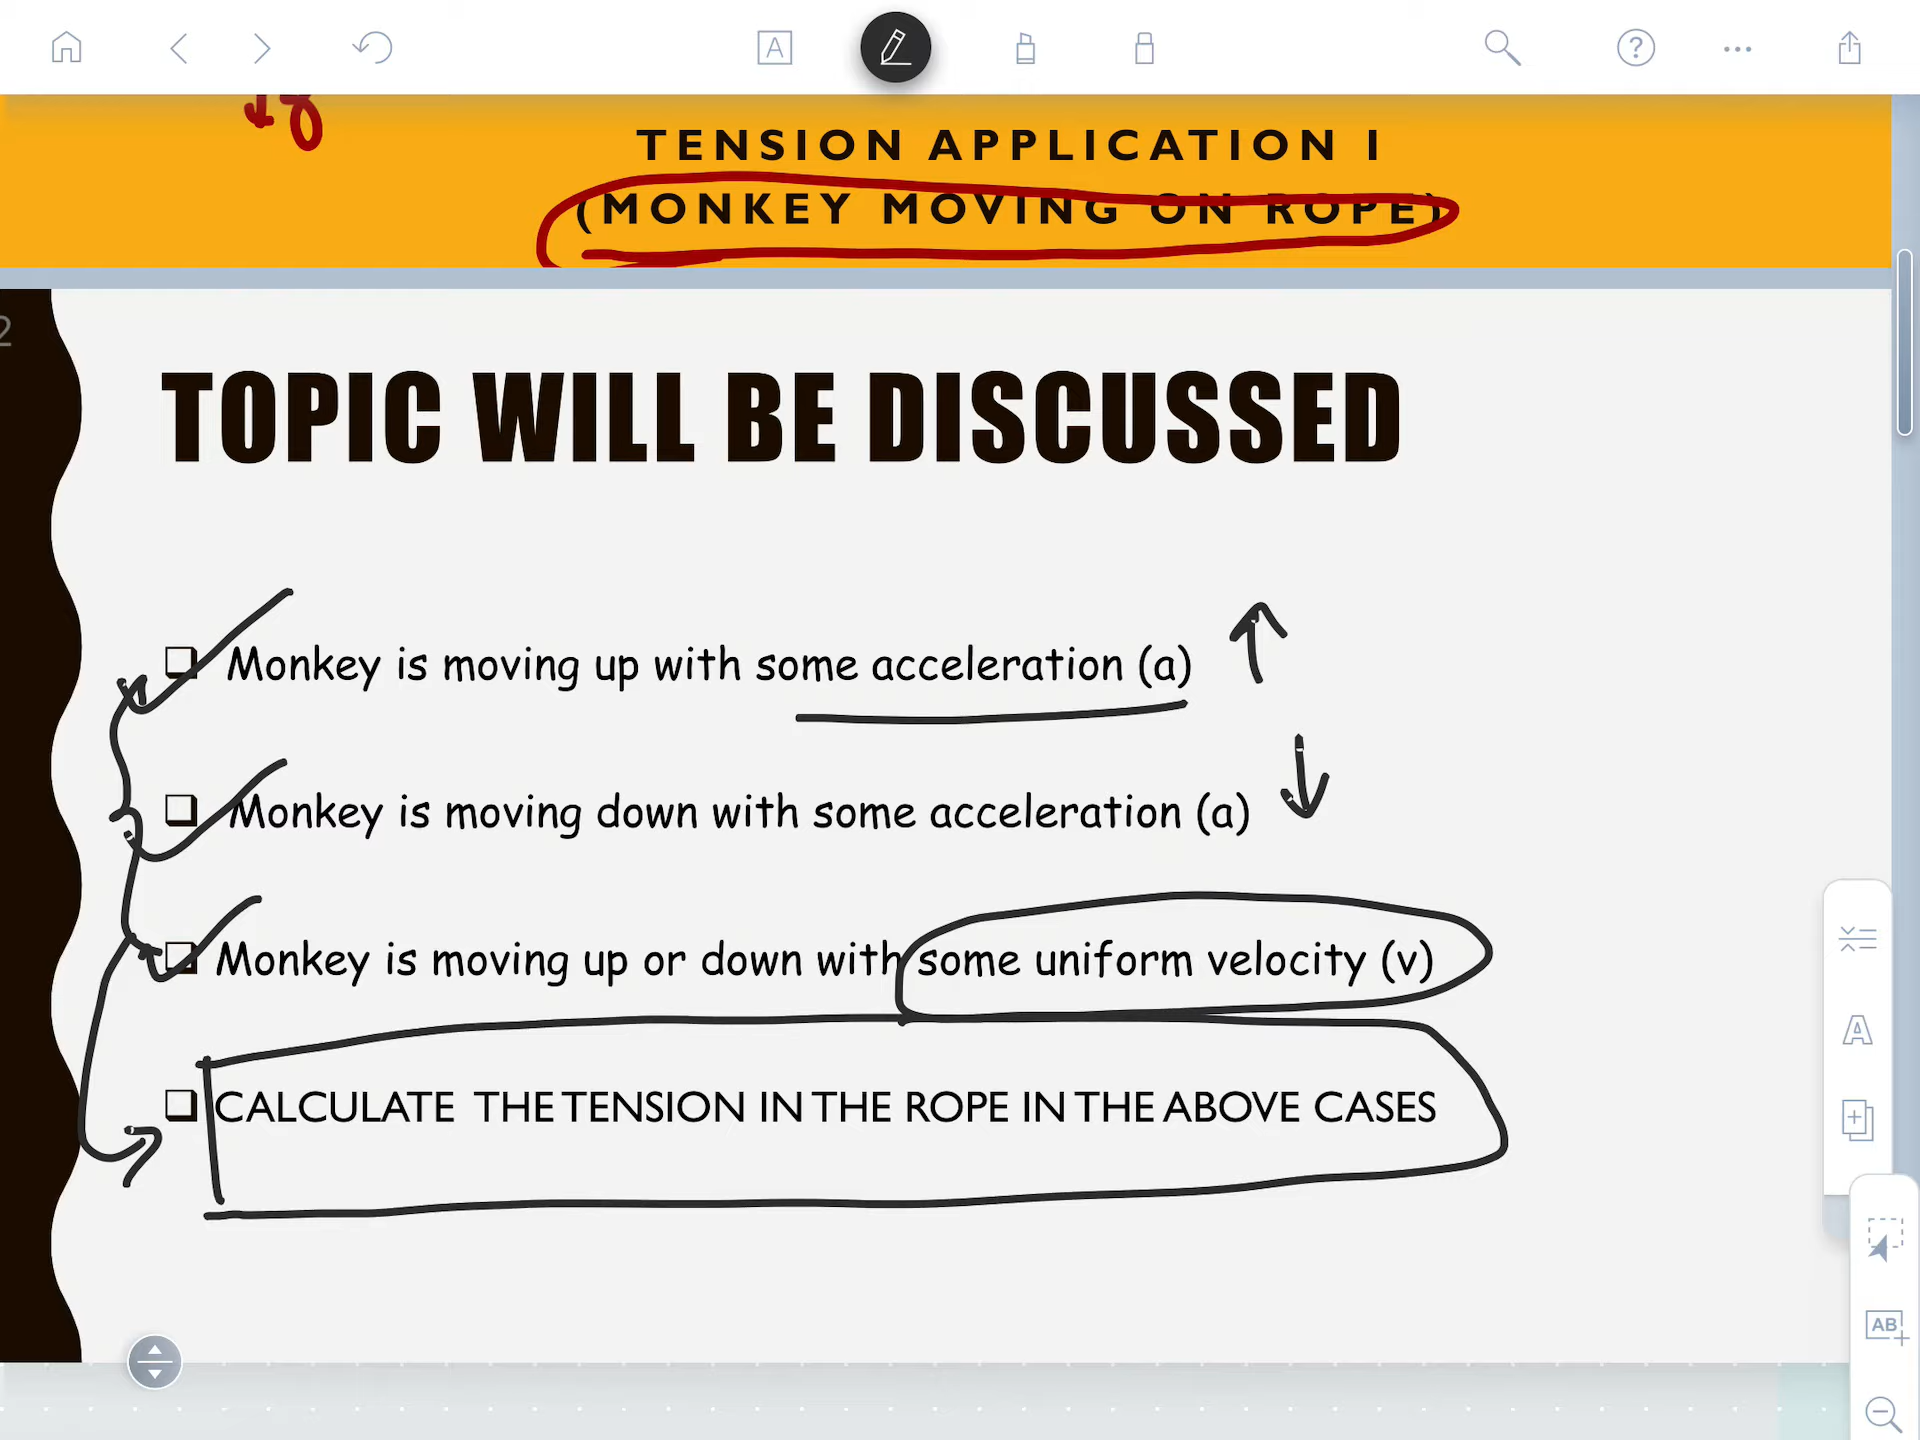 A
?
TENSION APPLICATION I
(MONKEY MOVING ON ROPE)
2
TOPIC WILL BE DISCUSSED
Monkey is moving up with some acceleration (a)
Monkey is moving down with some acceleration (a)
Monkey is moving up or down with some uniform velocity (v)
CALCULATE THE TENSION IN THE ROPE IN THE ABOVE CASES
A
AB